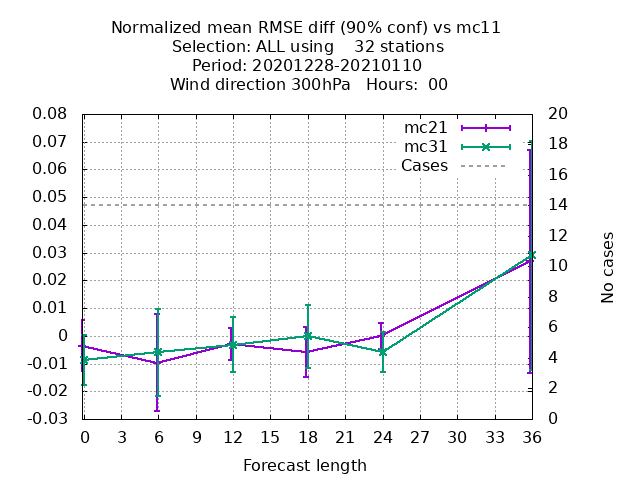 Normalized mean RMSE diff (90% conf) vs mc11
Selection: ALL using    32 stations
Period: 20201228-20210110
Wind direction 300hPa   Hours:  00
mc21
mc31
Cases
0.08
0.07
0.06
0.05
0.04
0.03
0.02
0.01
0
-0.01
-0.02
-0.03
20
18
16
14
12
10
8
6
4
2
0
No cases
0 3 6 9 12 15 18 21 24 27 30 33 36
Forecast length